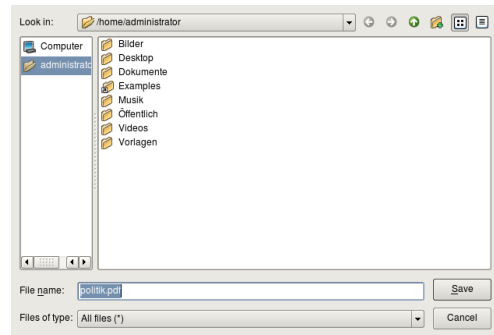 Look in: /home/administrator
Computer
administrato
Bilder
Desktop
Dokumente
Examples
Musik
Öffentlich
Videos
Vorlagen
File name: politik.pdf Save
Files of type: All files (*) Cancel